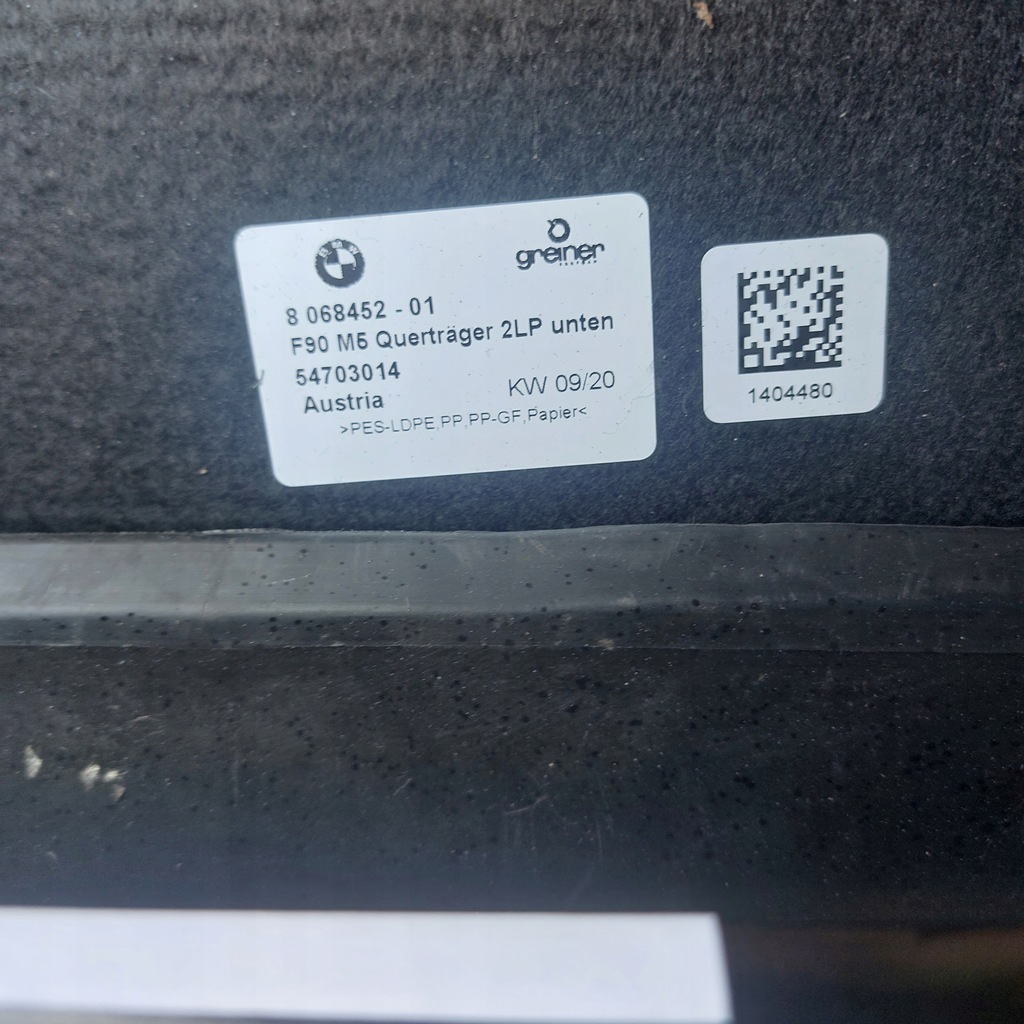 BMW
greiner
8 068452 - 01
F90 M5 Querträger 2LP unten
54703014
KW 09/20
Austria
>PES-LDPE,PP,PP-GF,Papier<
1404480